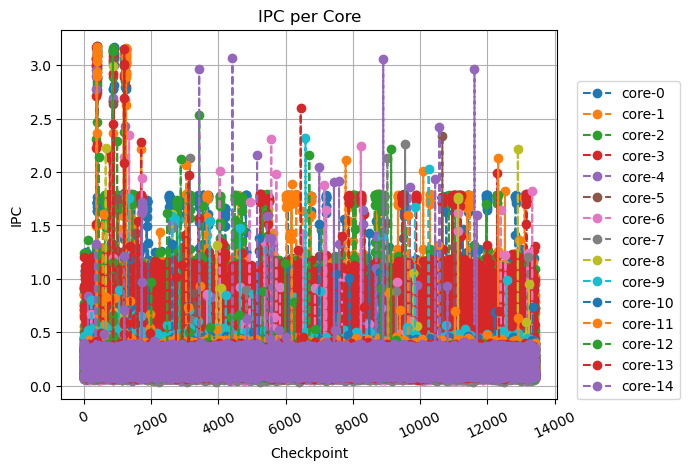 IPC per Core
IPC
3.0
2.5
2.0
1.5
1.0
0.5
0.0
0
2000
4000
6000
8000
10000
12000
14000
Checkpoint
core-0
core-1
core-2
core-3
core-4
core-5
core-6
core-7
core-8
core-9
core-10
core-11
core-12
core-13
core-14